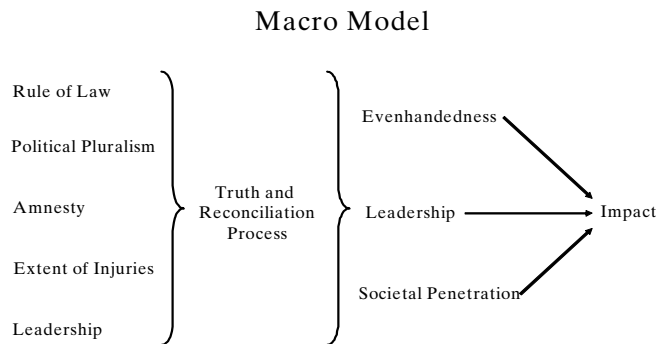 Macro Model
Rule of Law
Political Pluralism
Amnesty
Extent of Injuries
Leadership
Truth and
Reconciliation
Process
Evenhandedness
Leadership
Societal Penetration
Impact